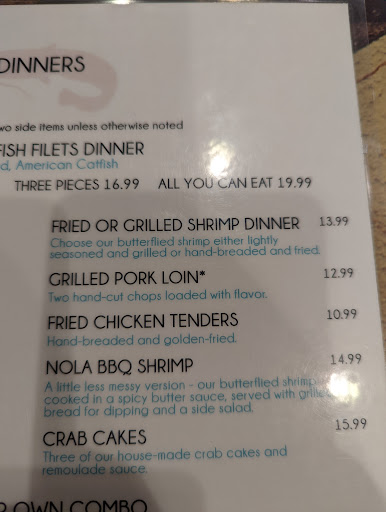 DINNERS
two side items unless otherwise noted
FISH FILETS DINNER
American Catfish
THREE PIECES 16.99 ALL YOU CAN EAT 19.99
FRIED OR GRILLED SHRIMP DINNER 13.99
Choose our butterflied shrimp either lightly
seasoned and grilled or hand-breaded and fried.
GRILLED PORK LOIN* 12.99
Two hand-cut chops loaded with flavor.
FRIED CHICKEN TENDERS 10.99
Hand-breaded and golden-fried.
NOLA BBQ SHRIMP 14.99
A little less messy version - our butterflied shrimp
cooked in a spicy butter sauce, served with grilled
bread for dipping and a side salad.
CRAB CAKES 15.99
Three of our house-made crab cakes and
remoulade sauce.
OWN COMBO